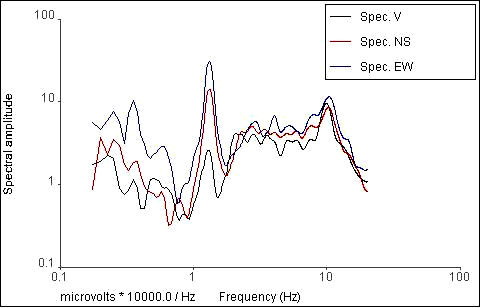 100
Spec. V
Spec. NS
Spec. EW
10
Spectral amplitude
1
0.1
0.1
1
10
100
microvolts * 10000.0 / Hz
Frequency (Hz)